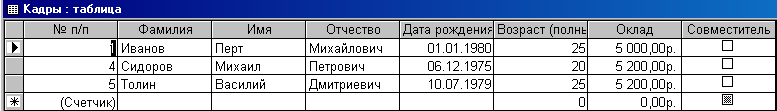 Кадры : таблица
№ п/п Фамилия Имя Отчество Дата рождения Возраст (полны Оклад Совместитель
1 Иванов Перт Михайлович 01.01.1980 25 5 000,00р.
4 Сидоров Михаил Петрович 06.12.1975 20 5 200,00р.
5 Толин Василий Дмитриевич 10.07.1979 25 5 200,00р.
(Счетчик) 0 0,00р.